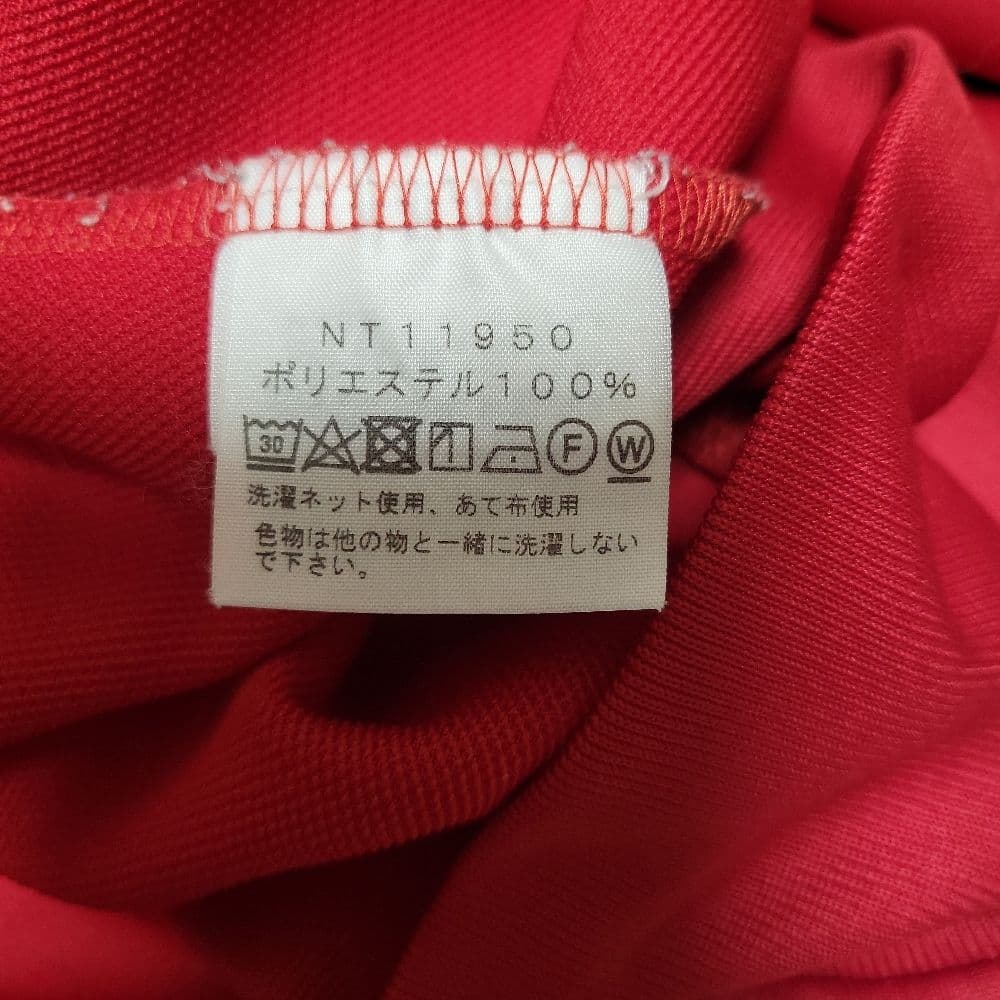 NT11950
ポリエステル100%
30 F W
洗濯ネット使用、あて布使用
色物は他の物と一緒に洗濯しない
で下さい。